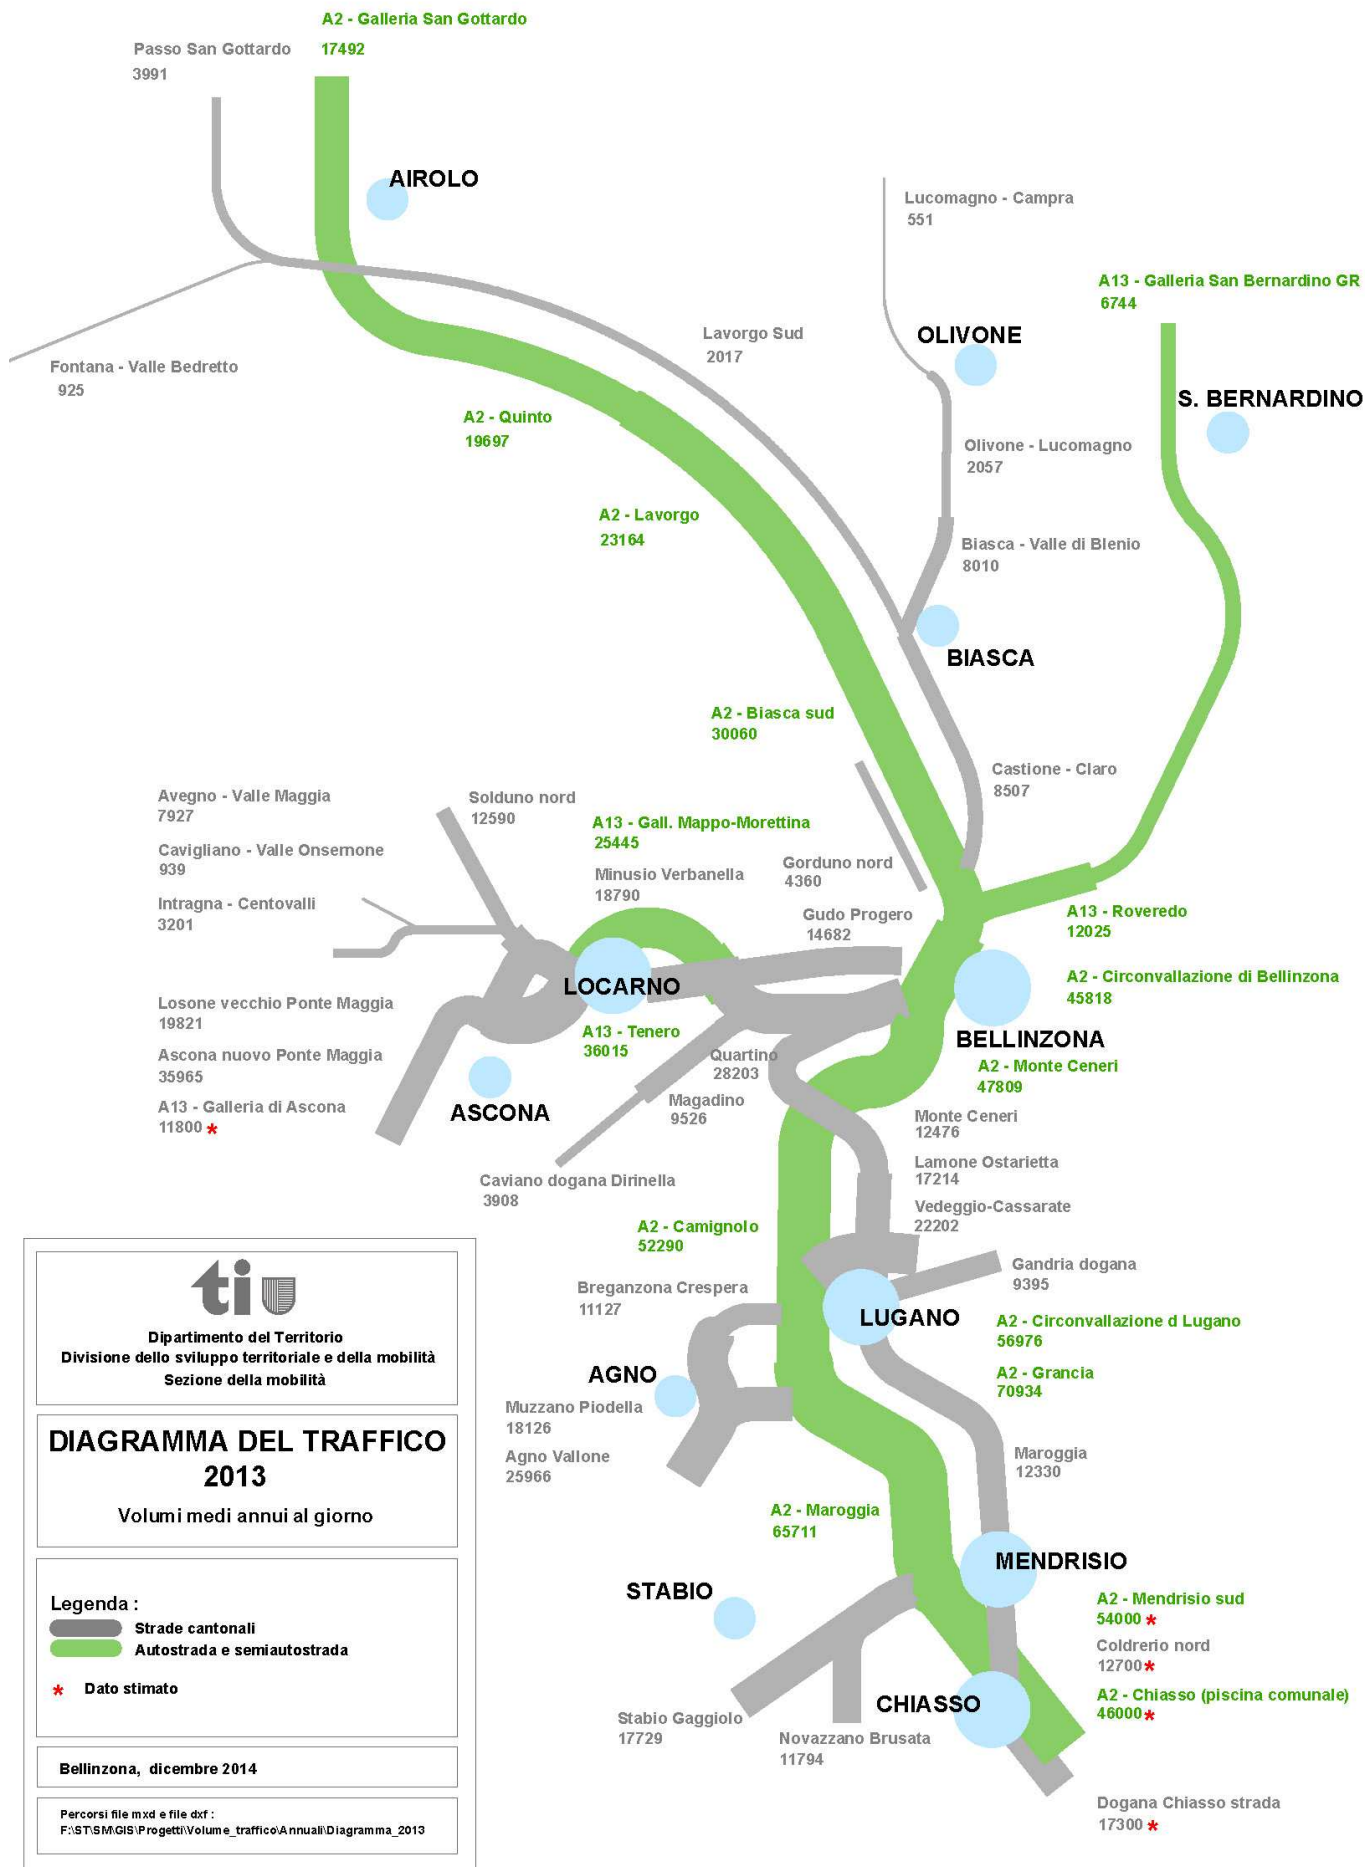 A2 - Galleria San Gottardo
17492
Passo San Gottardo
3991
AIROLO
Lucomagno - Campra
551
A13 - Galleria San Bernardino GR
6744
Lavorgo Sud
2017
OLIVONE
Fontana - Valle Bedretto
925
S. BERNARDINO
A2 - Quinto
19697
Olivone - Lucomagno
2057
A2 - Lavorgo
23164
Biasca - Valle di Blenio
8010
BIASCA
A2 - Biasca sud
30060
Castione - Claro
8507
Avegno - Valle Maggia
7927
Solduno nord
12590
A13 - Gall. Mappo-Morettina
25445
Cavigliano - Valle Onsernone
939
Minusio Verbanella
18790
Gorduno nord
4360
Intragna - Centovalli
3201
Gudo Progero
14682
A13 - Roveredo
12025
LOCARNO
A2 - Circonvallazione di Bellinzona
45818
Losone vecchio Ponte Maggia
19821
A13 - Tenero
36015
BELLINZONA
Ascona nuovo Ponte Maggia
35965
Quartino
28203
A2 - Monte Ceneri
47809
A13 - Galleria di Ascona
11800 *
ASCONA
Magadino
9526
Monte Ceneri
12476
Lamone Ostarietta
17214
Caviano dogana Dirinella
3908
Vedeggio-Cassarate
22202
A2 - Camignolo
52290
Gandria dogana
9395
Breganzona Crespera
11127
LUGANO
A2 - Circonvallazione d Lugano
56976
AGNO
A2 - Grancia
70934
Muzzano Piodella
18126
Agno Vallone
25966
Maroggia
12330
A2 - Maroggia
65711
MENDRISIO
STABIO
A2 - Mendrisio sud
54000 *
Coldrerio nord
12700 *
CHIASSO
A2 - Chiasso (piscina comunale)
46000 *
Stabio Gaggiolo
17729
Novazzano Brusata
11794
Dogana Chiasso strada
17300 *
ti
Dipartimento del Territorio
Divisione dello sviluppo territoriale e della mobilità
Sezione della mobilità
DIAGRAMMA DEL TRAFFICO
2013
Volumi medi annui al giorno
Legenda :
Strade cantonali
Autostrada e semiautostrada
* Dato stimato
Bellinzona, dicembre 2014
Percorsi file mxd e file dxf :
F:\ST\SM\GIS\Progetti\Volume_traffico\Annuali\Diagramma_2013